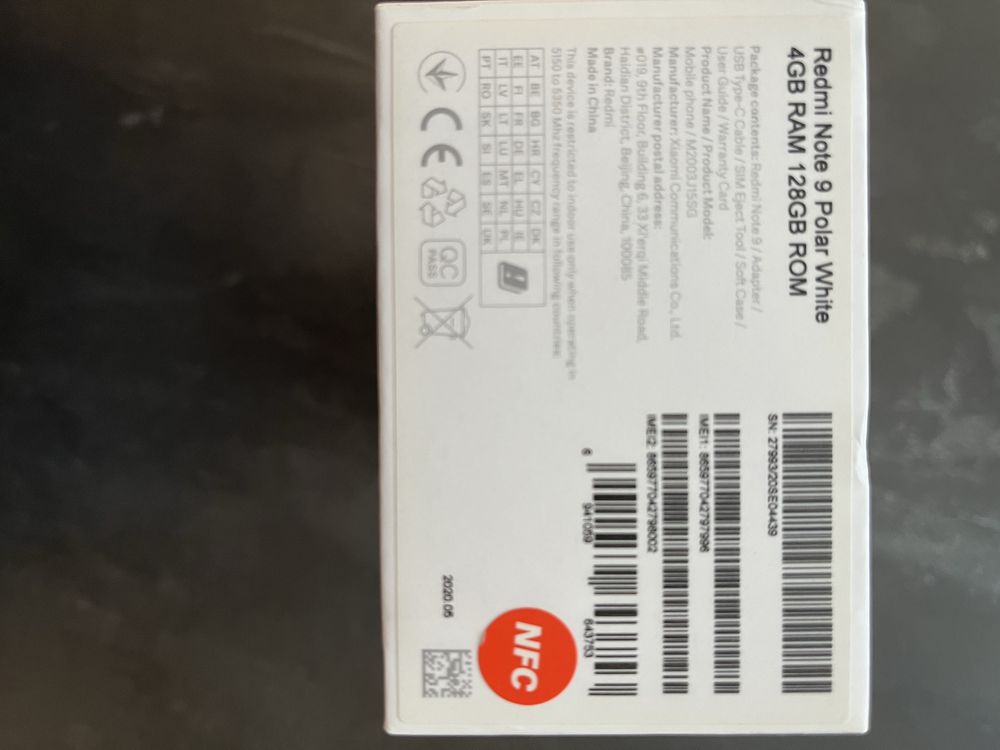 Redmi Note 9 Polar White
4GB RAM 128GB ROM
Package contents: Redmi Note 9 / Adapter /
USB Type-C Cable / SIM Eject Tool / Soft Case /
User Guide / Warranty Card
Product Name / Product Model:
Mobile phone / M2003J15SG
Manufacturer: Xiaomi Communications Co., Ltd.
Manufacturer postal address:
#019, 9th Floor, Building 6, 33 Xi'erqi Middle Road,
Haidian District, Beijing, China, 100085
Brand: Redmi
Made in China
This device is restricted to indoor use only when operating in
5150 to 5350 Mhz frequency range in following countries:
AT BE BG HR CY CZ DK
EE FI FR DE EL HU IE
IT LV LT LU MT NL PL
PT RO SK SI ES SE UK
CE
QC
PASS
SN: 27993/20SE04439
IMEI1: 865977042797996
IMEI2: 865977042798002
6 941059 643753
NFC
2020.05